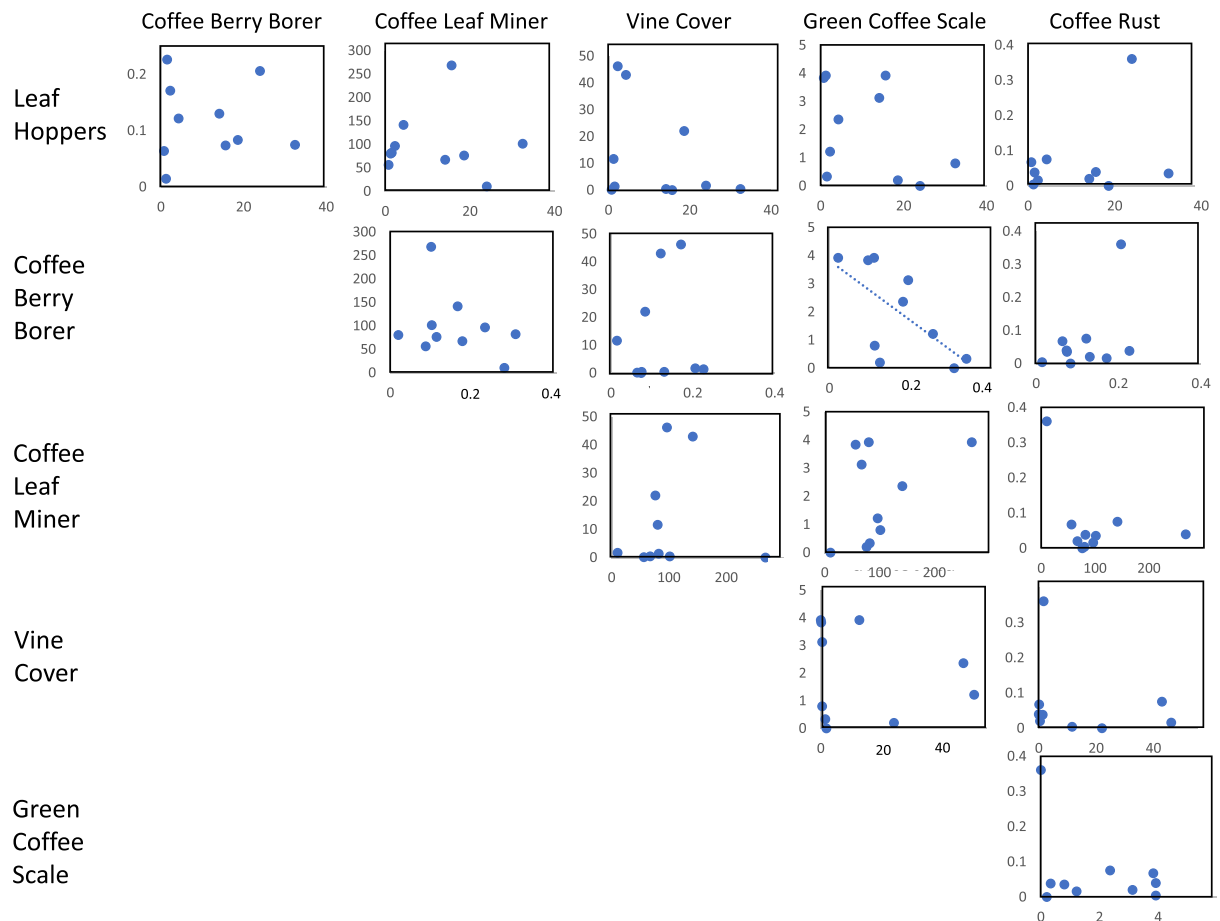 Coffee Berry Borer Coffee Leaf Miner Vine Cover Green Coffee Scale Coffee Rust
Leaf
Hoppers
0.2
0.1
0
0 20 40
300
250
200
150
100
50
0
0 20 40
50
40
30
20
10
0
0 20 40
5
4
3
2
1
0
0 20 40
0.4
0.3
0.2
0.1
0
0 20 40
Coffee
Berry
Borer
300
250
200
150
100
50
0
0 0.2 0.4
50
40
30
20
10
0
0 0.2 0.4
5
4
3
2
1
0
0 0.2 0.4
0.4
0.3
0.2
0.1
0
0 0.2 0.4
Coffee
Leaf
Miner
50
40
30
20
10
0
0 100 200
5
4
3
2
1
0
0 100 200
0.4
0.3
0.2
0.1
0
0 100 200
Vine
Cover
5
4
3
2
1
0
0 20 40
0.3
0.2
0.1
0
0 20 40
Green
Coffee
Scale
0.4
0.3
0.2
0.1
0
0 2 4